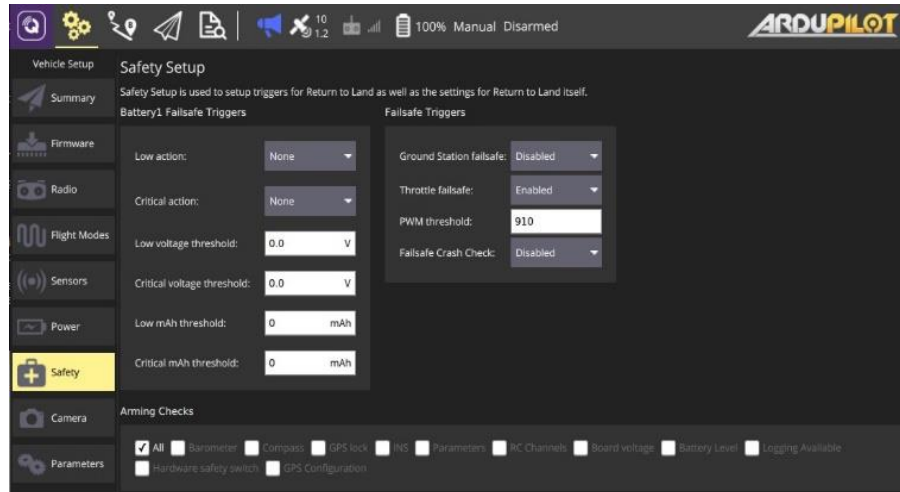 10
1.2
100% Manual Disarmed
ARDUPILOT
Vehicle Setup
Summary
Firmware
Radio
Flight Modes
Sensors
Power
Safety
Camera
Parameters
Safety Setup
Safety Setup is used to setup triggers for Return to Land as well as the settings for Return to Land itself.
Battery1 Failsafe Triggers
Low action: None
Critical action: None
Low voltage threshold: 0.0 V
Critical voltage threshold: 0.0 V
Low mAh threshold: 0 mAh
Critical mAh threshold: 0 mAh
Failsafe Triggers
Ground Station failsafe: Disabled
Throttle failsafe: Enabled
PWM threshold: 910
Failsafe Crash Check: Disabled
Arming Checks
All Barometer Compass GPS lock INS Parameters RC Channels Board voltage Battery Level Logging Available
Hardware safety switch GPS Configuration